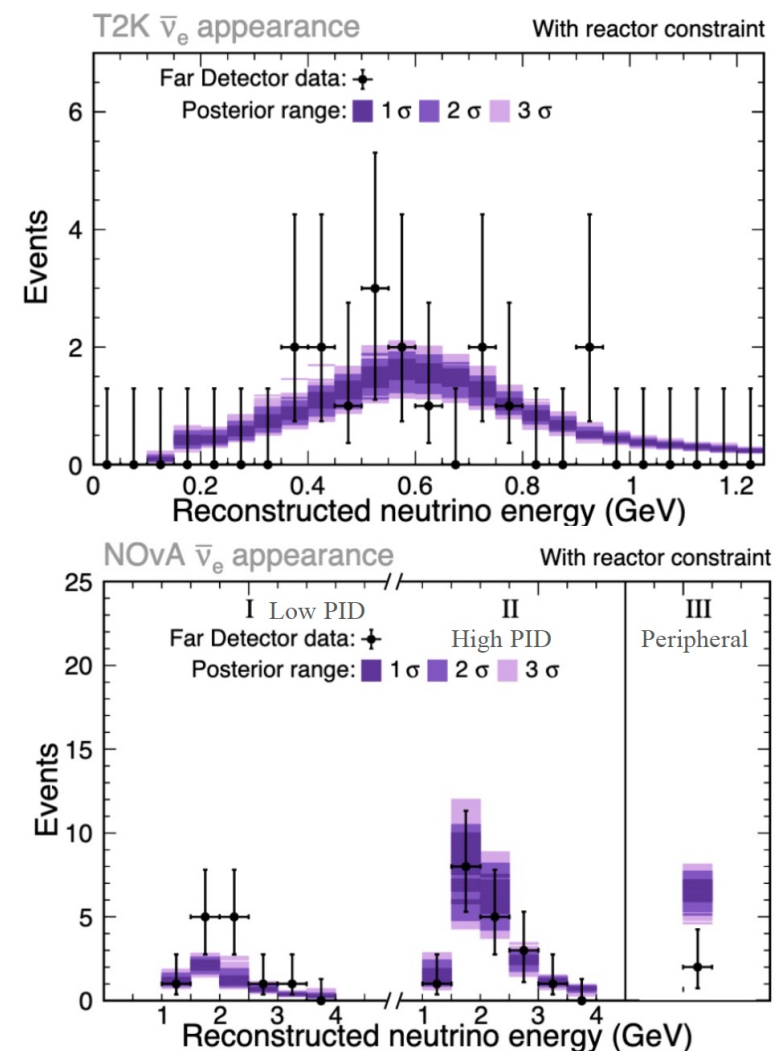 T2K ν̅e appearance With reactor constraint
Far Detector data:
Posterior range: 1 σ 2 σ 3 σ
6
4
2
0
Events
0 0.2 0.4 0.6 0.8 1 1.2
Reconstructed neutrino energy (GeV)
NOvA ν̅e appearance With reactor constraint
25
20
15
10
5
0
Events
I Low PID
II
High PID
III
Peripheral
Far Detector data:
Posterior range: 1 σ 2 σ 3 σ
1 2 3 4 1 2 3 4
Reconstructed neutrino energy (GeV)